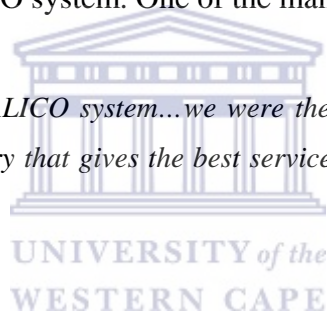 O system. One of the
LICO system...we were the
ry that gives the best service
UNIVERSITY of the
WESTERN CAPE